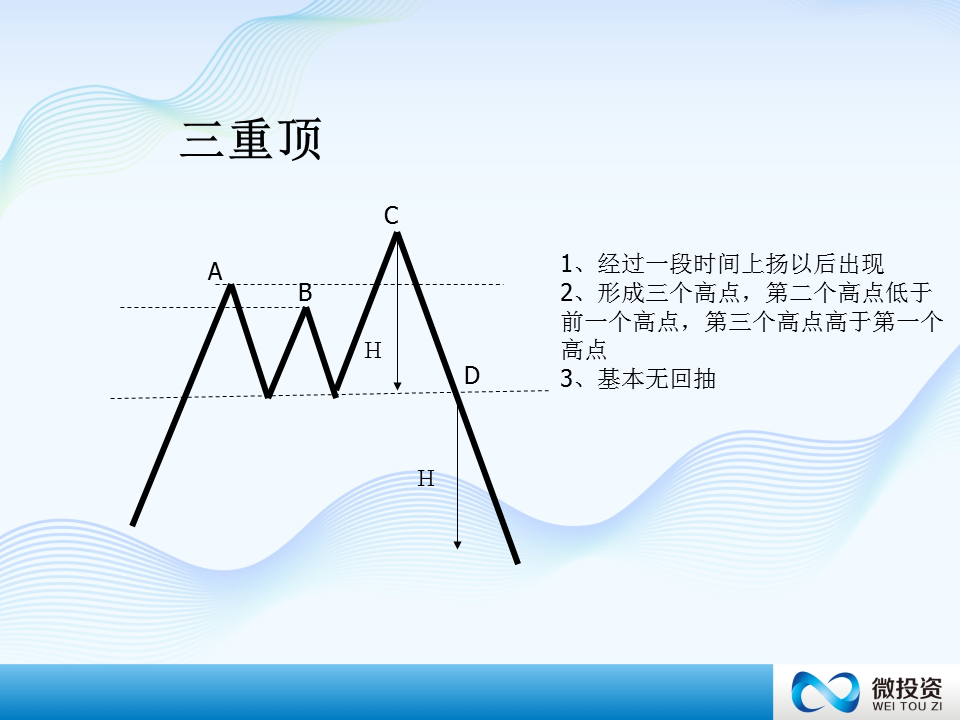 三重顶
C
A
B
H
D
H
1、经过一段时间上扬以后出现
2、形成三个高点，第二个高点低于
前一个高点，第三个高点高于第一个
高点
3、基本无回抽
微投资
WEI TOU ZI